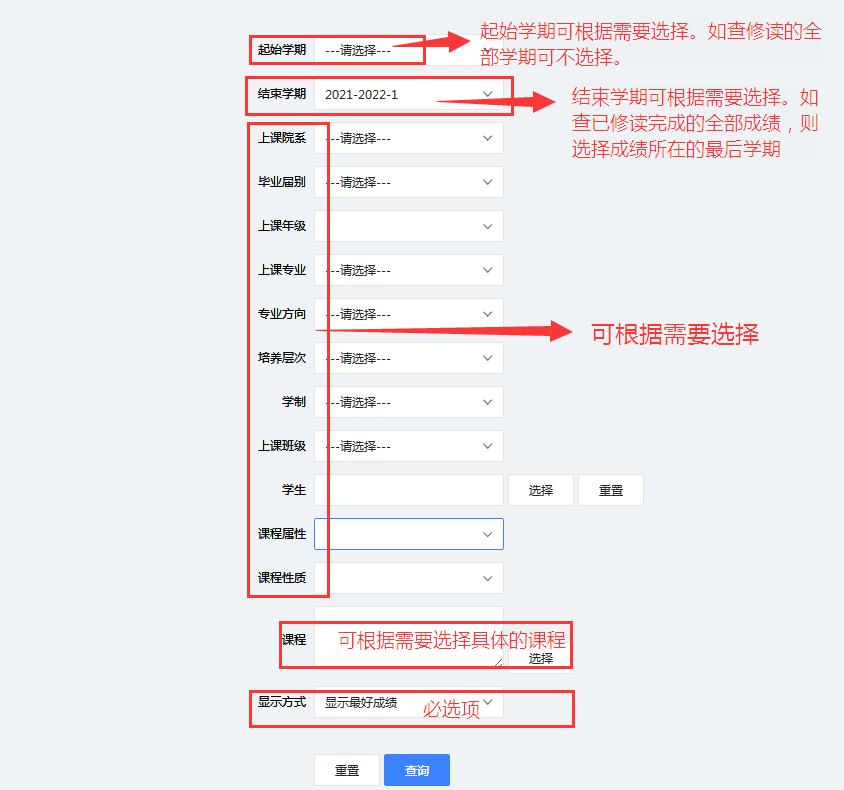 起始学期 ---请选择---
起始学期可根据需要选择。如查修读的全
部学期可不选择。
结束学期 2021-2022-1
结束学期可根据需要选择。如
查已修读完成的全部成绩，则
选择成绩所在的最后学期
上课院系 ---请选择---
毕业届别 ---请选择---
上课年级
上课专业 ---请选择---
专业方向 ---请选择---
可根据需要选择
培养层次 ---请选择---
学制 ---请选择---
上课班级 ---请选择---
学生 选择 重置
课程属性
课程性质
课程 可根据需要选择具体的课程
选择
显示方式 显示最好成绩 必选项
重置 查询